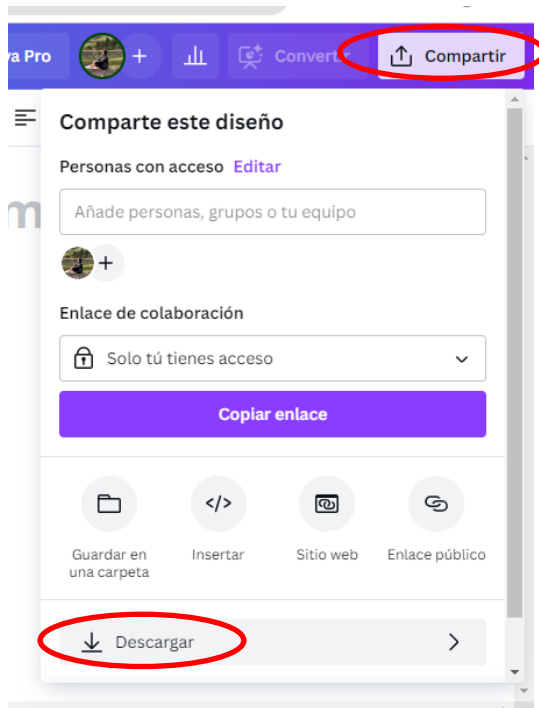 va Pro
+
Convertir
Compartir
Comparte este diseño
Personas con acceso Editar
Añade personas, grupos o tu equipo
+
Enlace de colaboración
Solo tú tienes acceso
Copiar enlace
</>
Guardar en
una carpeta
Insertar
Sitio web
Enlace público
Descargar
m